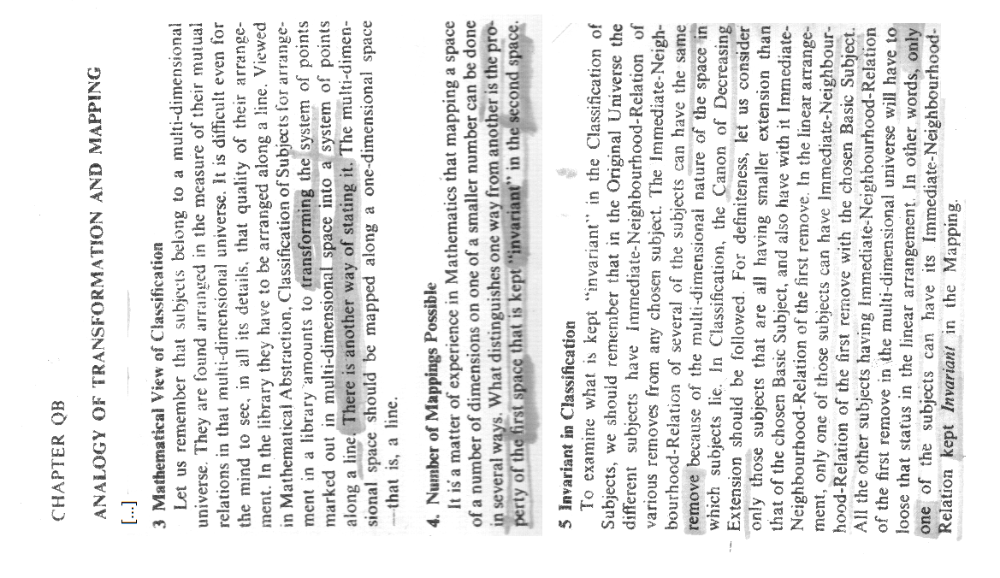 CHAPTER QB
ANALOGY OF TRANSFORMATION AND MAPPING
[...]
3 Mathematical View of Classification
Let us remember that subjects belong to a multi-dimensional
universe. They are found arranged in the measure of their mutual
relations in that multi-dimensional universe. It is difficult even for
the mind to see, in all its details, that quality of their arrange-
ment. In the library they have to be arranged along a line. Viewed
in Mathematical Abstraction, Classification of Subjects for arrange-
ment in a library amounts to transforming the system of points
marked out in multi-dimensional space into a system of points
along a line. There is another way of stating it. The multi-dimen-
sional space should be mapped along a one-dimensional space
—that is, a line.
4. Number of Mappings Possible
It is a matter of experience in Mathematics that mapping a space
of a number of dimensions on one of a smaller number can be done
in several ways. What distinguishes one way from another is the pro-
perty of the first space that is kept "invariant" in the second space.
5 Invariant in Classification
To examine what is kept "invariant" in the Classification of
Subjects, we should remember that in the Original Universe the
different subjects have Immediate-Neighbourhood-Relation of
various removes from any chosen subject. The Immediate-Neigh-
bourhood-Relation of several of the subjects can have the same
remove because of the multi-dimensional nature of the space in
which subjects lie. In Classification, the Canon of Decreasing
Extension should be followed. For definiteness, let us consider
only those subjects that are all having smaller extension than
that of the chosen Basic Subject, and also have with it Immediate-
Neighbourhood-Relation of the first remove. In the linear arrange-
ment, only one of those subjects can have Immediate-Neighbour-
hood-Relation of the first remove with the chosen Basic Subject.
All the other subjects having Immediate-Neighbourhood-Relation
of the first remove in the multi-dimensional universe will have to
loose that status in the linear arrangement. In other words, only
one of the subjects can have its Immediate-Neighbourhood-
Relation kept Invariant in the Mapping.